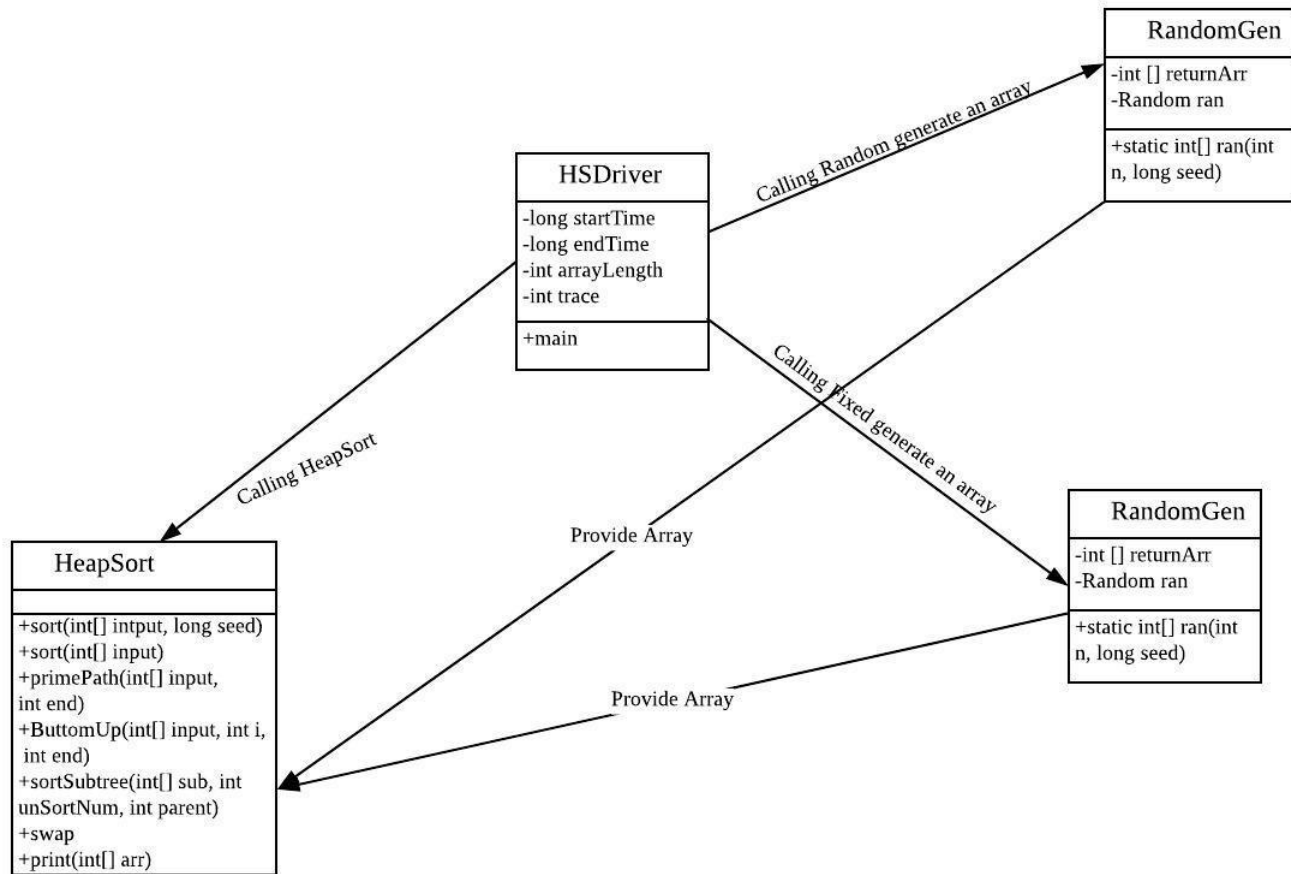 RandomGen
-int [] returnArr
-Random ran
+static int[] ran(int
n, long seed)
Calling Random generate an array
HSDriver
-long startTime
-long endTime
-int arrayLength
-int trace
+main
Calling Fixed generate an array
Calling HeapSort
Provide Array
RandomGen
-int [] returnArr
-Random ran
+static int[] ran(int
n, long seed)
Provide Array
HeapSort
+sort(int[] intput, long seed)
+sort(int[] input)
+primePath(int[] input,
int end)
+ButtomUp(int[] input, int i,
int end)
+sortSubtree(int[] sub, int
unSortNum, int parent)
+swap
+print(int[] arr)